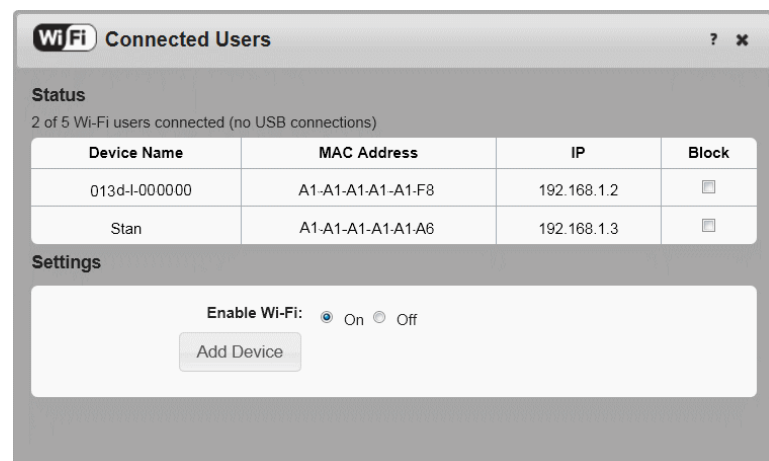 WiFi Connected Users ? ✖
Status
2 of 5 Wi-Fi users connected (no USB connections)
Device Name MAC Address IP Block
013d-I-000000 A1-A1-A1-A1-A1-F8 192.168.1.2
Stan A1-A1-A1-A1-A1-A6 192.168.1.3
Settings
Enable Wi-Fi: On Off
Add Device